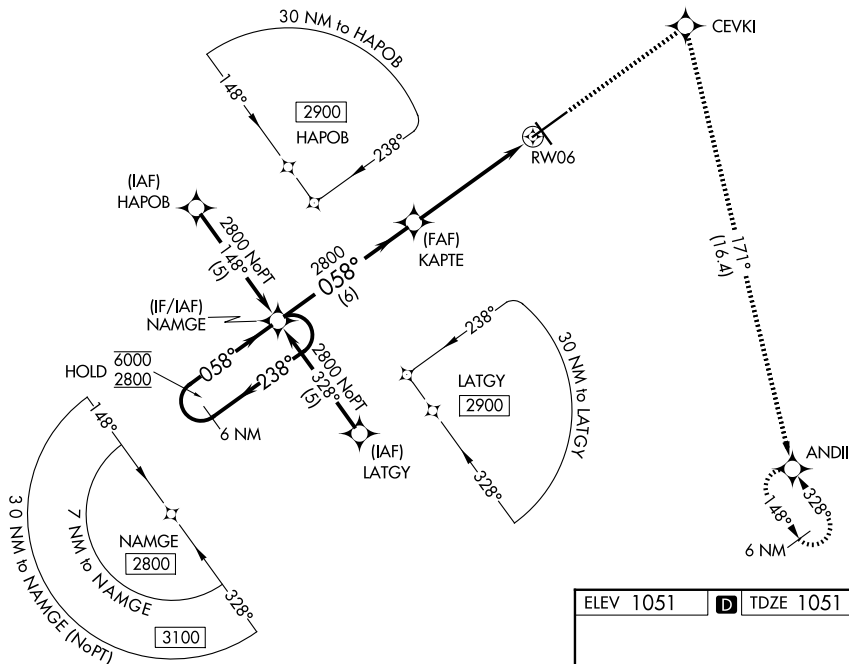 30 NM to HAPOB
148°
2900
HAPOB
238°
CEVKI
RW06
(IAF)
HAPOB
2800 NoPT
148°
(5)
(FAF)
KAPTE
2800
058°
(6)
171°
(16.4)
(IF/IAF)
NAMGE
HOLD
6000
2800
058°
238°
6 NM
2800 NoPT
328°
(5)
(IAF)
LATGY
238°
LATGY
2900
328°
30 NM to LATGY
148°
NAMGE
2800
7 NM to NAMGE
328°
30 NM to NAMGE (NoPT)
3100
ANDII
148°
328°
6 NM
ELEV 1051 D TDZE 1051